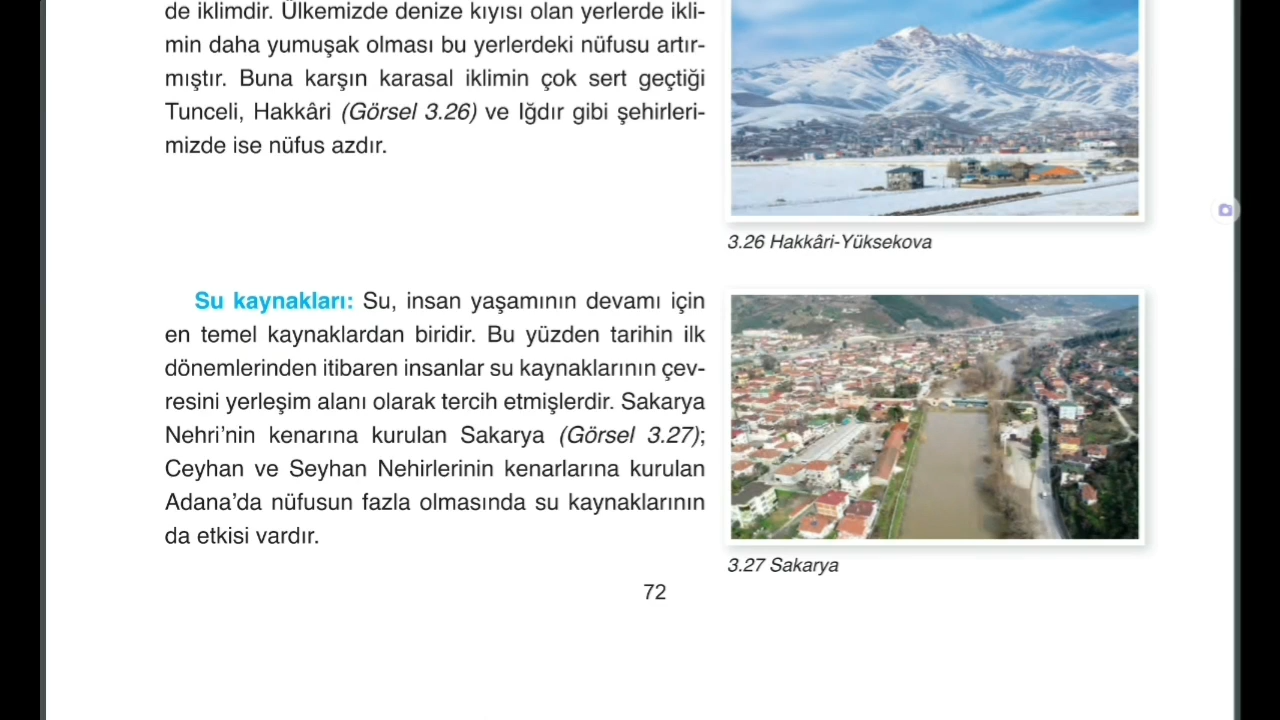 de iklimdir. Ülkemizde denize kıyısı olan yerlerde ikli-
min daha yumuşak olması bu yerlerdeki nüfusu artır-
mıştır. Buna karşın karasal iklimin çok sert geçtiği
Tunceli, Hakkâri (Görsel 3.26) ve Iğdır gibi şehirleri-
mizde ise nüfus azdır.
3.26 Hakkâri-Yüksekova
Su kaynakları: Su, insan yaşamının devamı için
en temel kaynaklardan biridir. Bu yüzden tarihin ilk
dönemlerinden itibaren insanlar su kaynaklarının çev-
resini yerleşim alanı olarak tercih etmişlerdir. Sakarya
Nehri’nin kenarına kurulan Sakarya (Görsel 3.27);
Ceyhan ve Seyhan Nehirlerinin kenarlarına kurulan
Adana’da nüfusun fazla olmasında su kaynaklarının
da etkisi vardır.
3.27 Sakarya
72